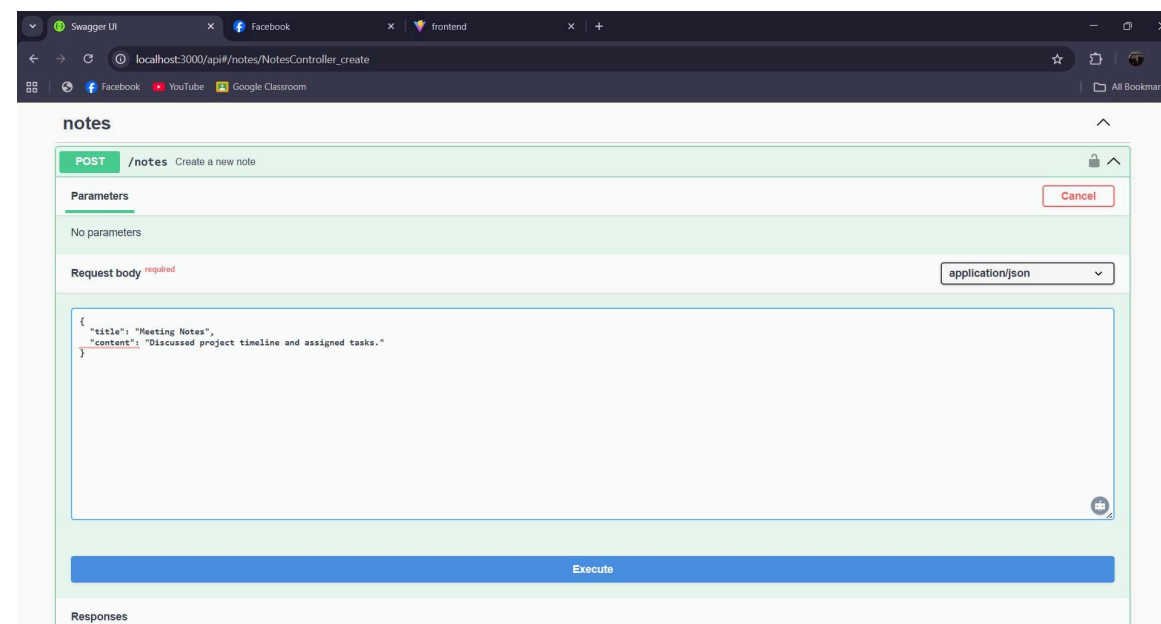 Swagger UI
Facebook
frontend
localhost:3000/api#/notes/NotesController_create
Facebook
YouTube
Google Classroom
All Bookmar
notes
POST /notes Create a new note
Parameters
Cancel
No parameters
Request body required
application/json
{
"title": "Meeting Notes",
"content": "Discussed project timeline and assigned tasks."
}
Execute
Responses